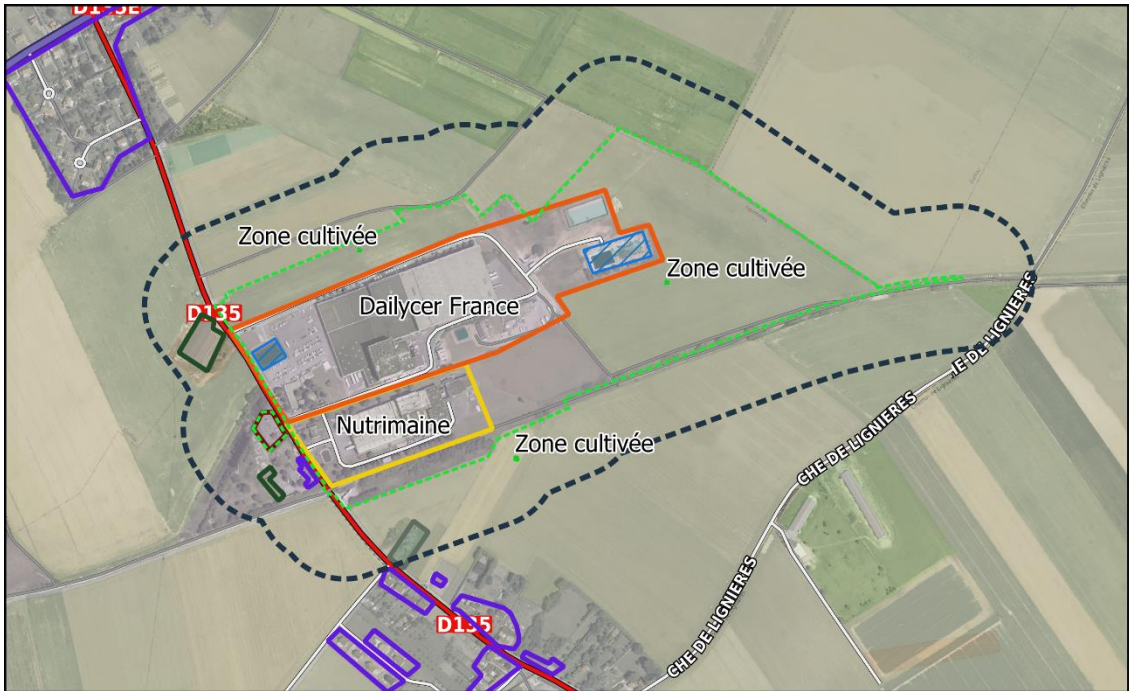 Zone cultivée
Zone cultivée
Dailycer France
D135
Nutrimaine
Zone cultivée
CHE-DE-LIGNIERES
CHE-DE-LIGNIERES
D135